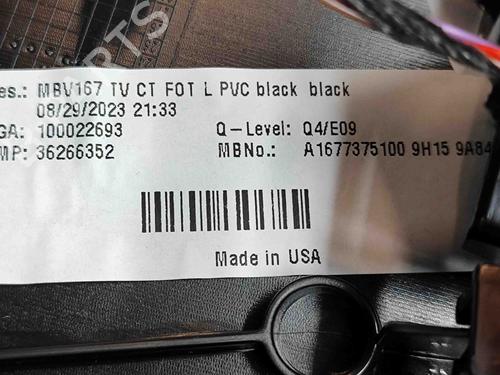 es.: MBV167 TV CT FOT L PVC black black
08/29/2023 21:33
GA: 100022693 Q-Level: Q4/E09
MP: 36266352 MBNo.: A1677375100 9H15 9A84
Made in USA